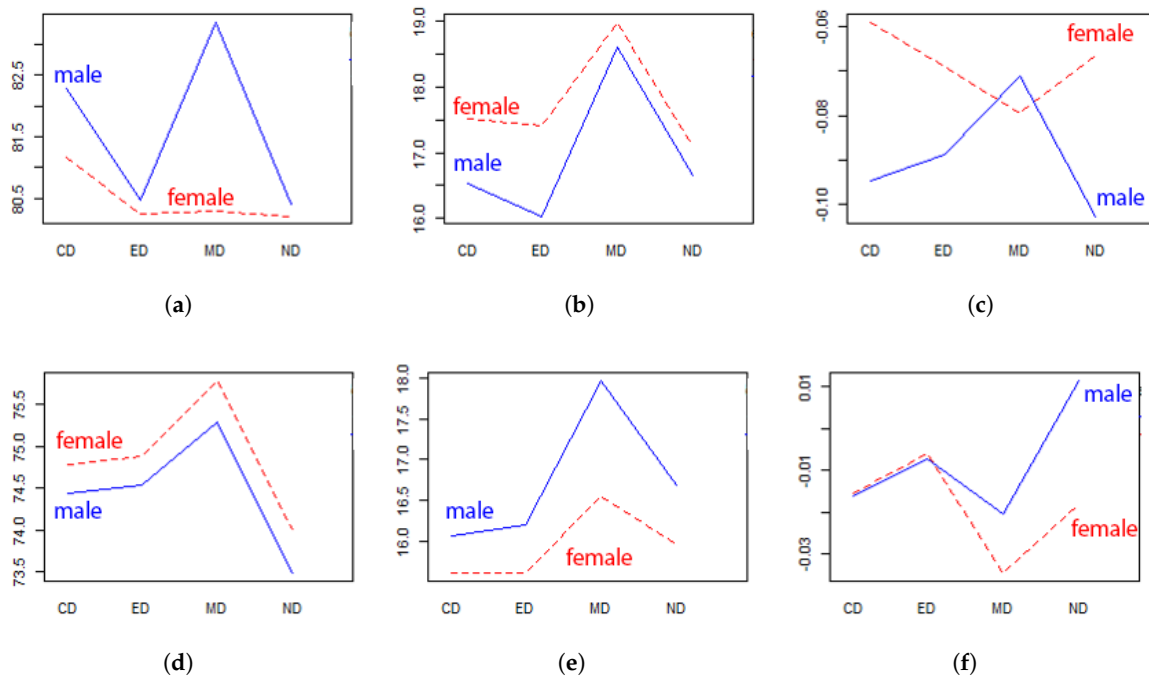 82.5
81.5
80.5
male
female
CD ED MD ND
(a)
19.0
18.0
17.0
16.0
female
male
CD ED MD ND
(b)
-0.06
-0.08
-0.10
female
male
CD ED MD ND
(c)
75.5
75.0
74.5
74.0
73.5
female
male
CD ED MD ND
(d)
18.0
17.5
17.0
16.5
16.0
male
female
CD ED MD ND
(e)
0.01
-0.01
-0.03
male
female
CD ED MD ND
(f)